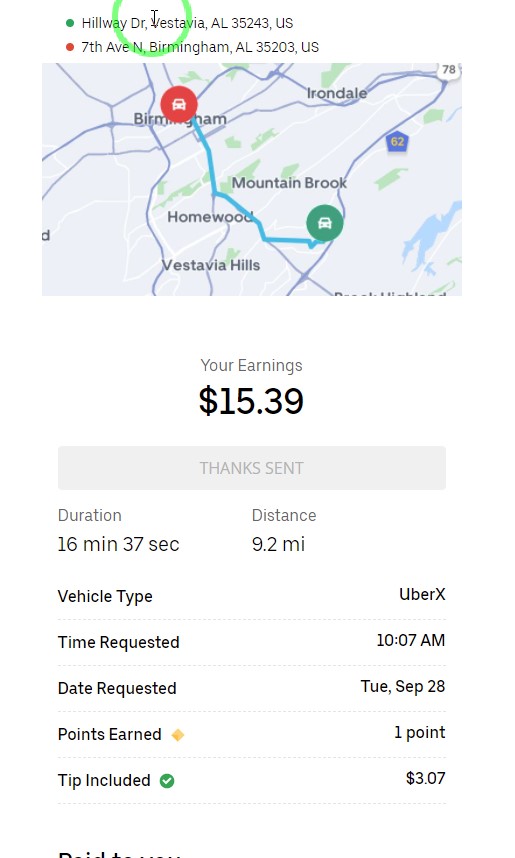 Hillway Dr, Vestavia, AL 35243, US
7th Ave N, Birmingham, AL 35203, US
78
Irondale
Birmingham
62
Mountain Brook
Homewood
d
Vestavia Hills
Brook Highland
Your Earnings
$15.39
THANKS SENT
Duration Distance
16 min 37 sec 9.2 mi
Vehicle Type UberX
Time Requested 10:07 AM
Date Requested Tue, Sep 28
Points Earned 1 point
Tip Included $3.07
Paid to you